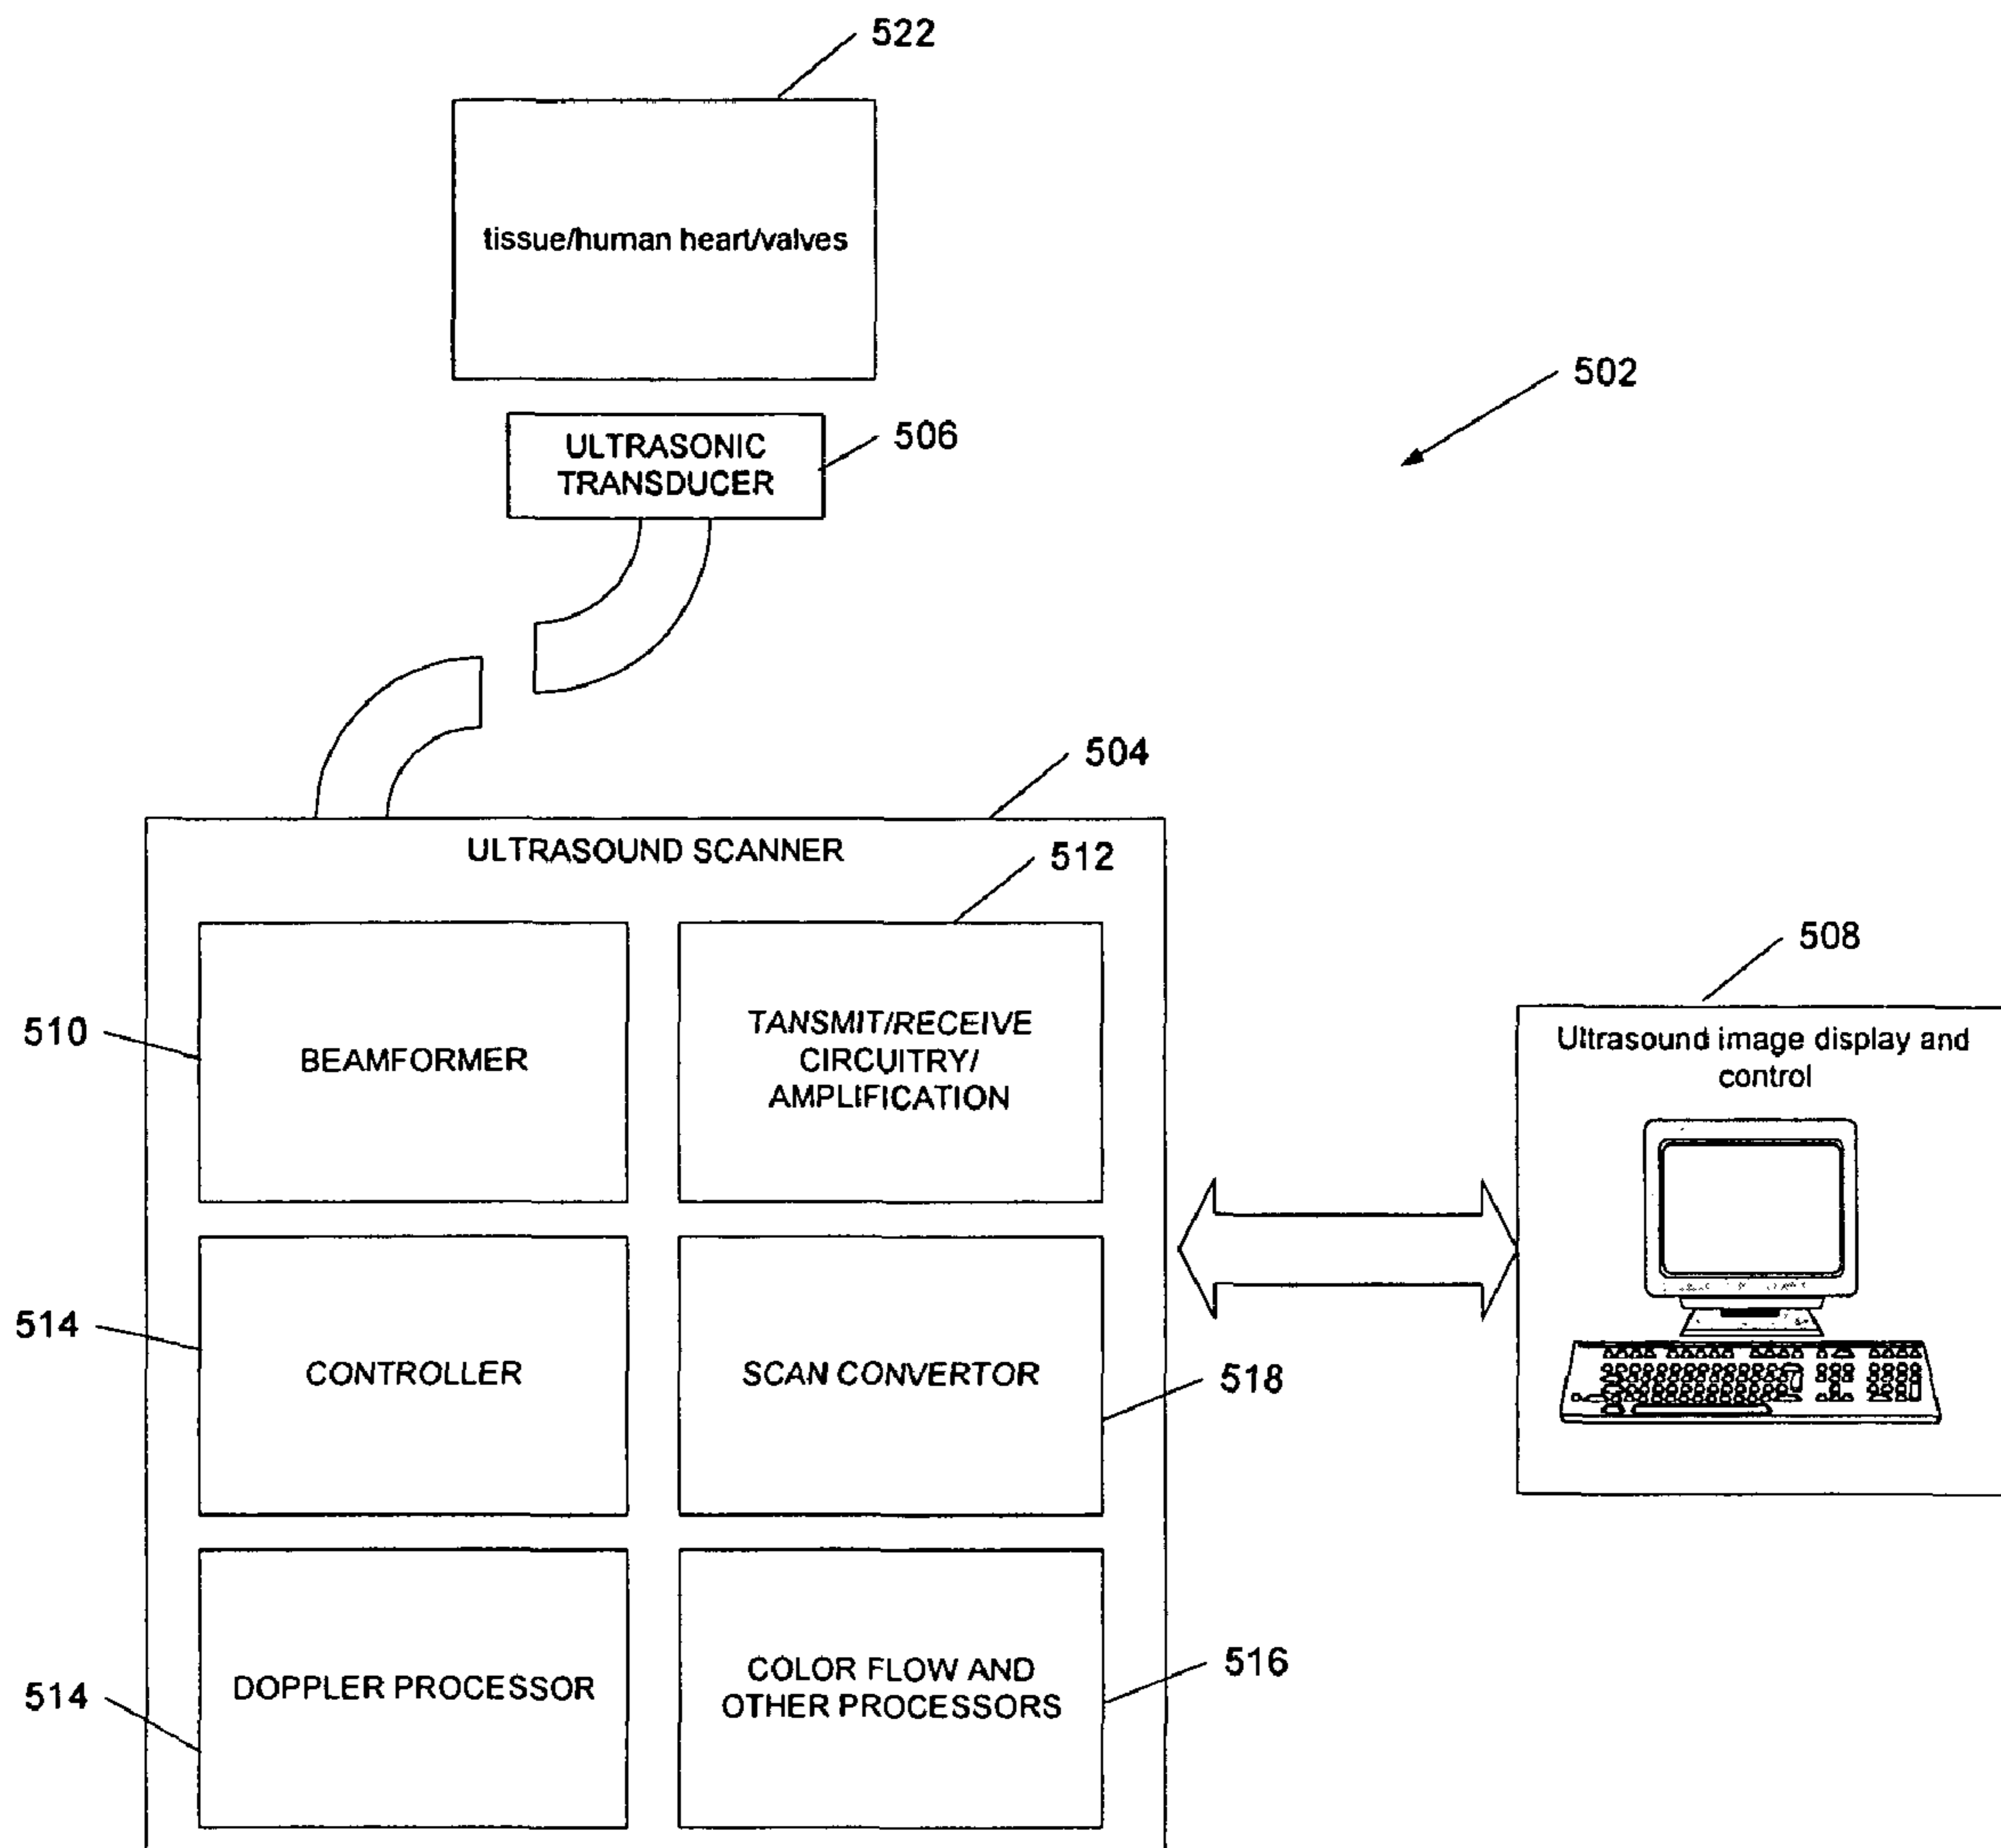 522
tissue/human heart/valves
502
506
ULTRASONIC
TRANSDUCER
504
ULTRASOUND SCANNER
512
508
510
BEAMFORMER
TANSMIT/RECEIVE
CIRCUITRY/
AMPLIFICATION
Ultrasound image display and
control
514
CONTROLLER
SCAN CONVERTOR
518
514
DOPPLER PROCESSOR
COLOR FLOW AND
OTHER PROCESSORS
516